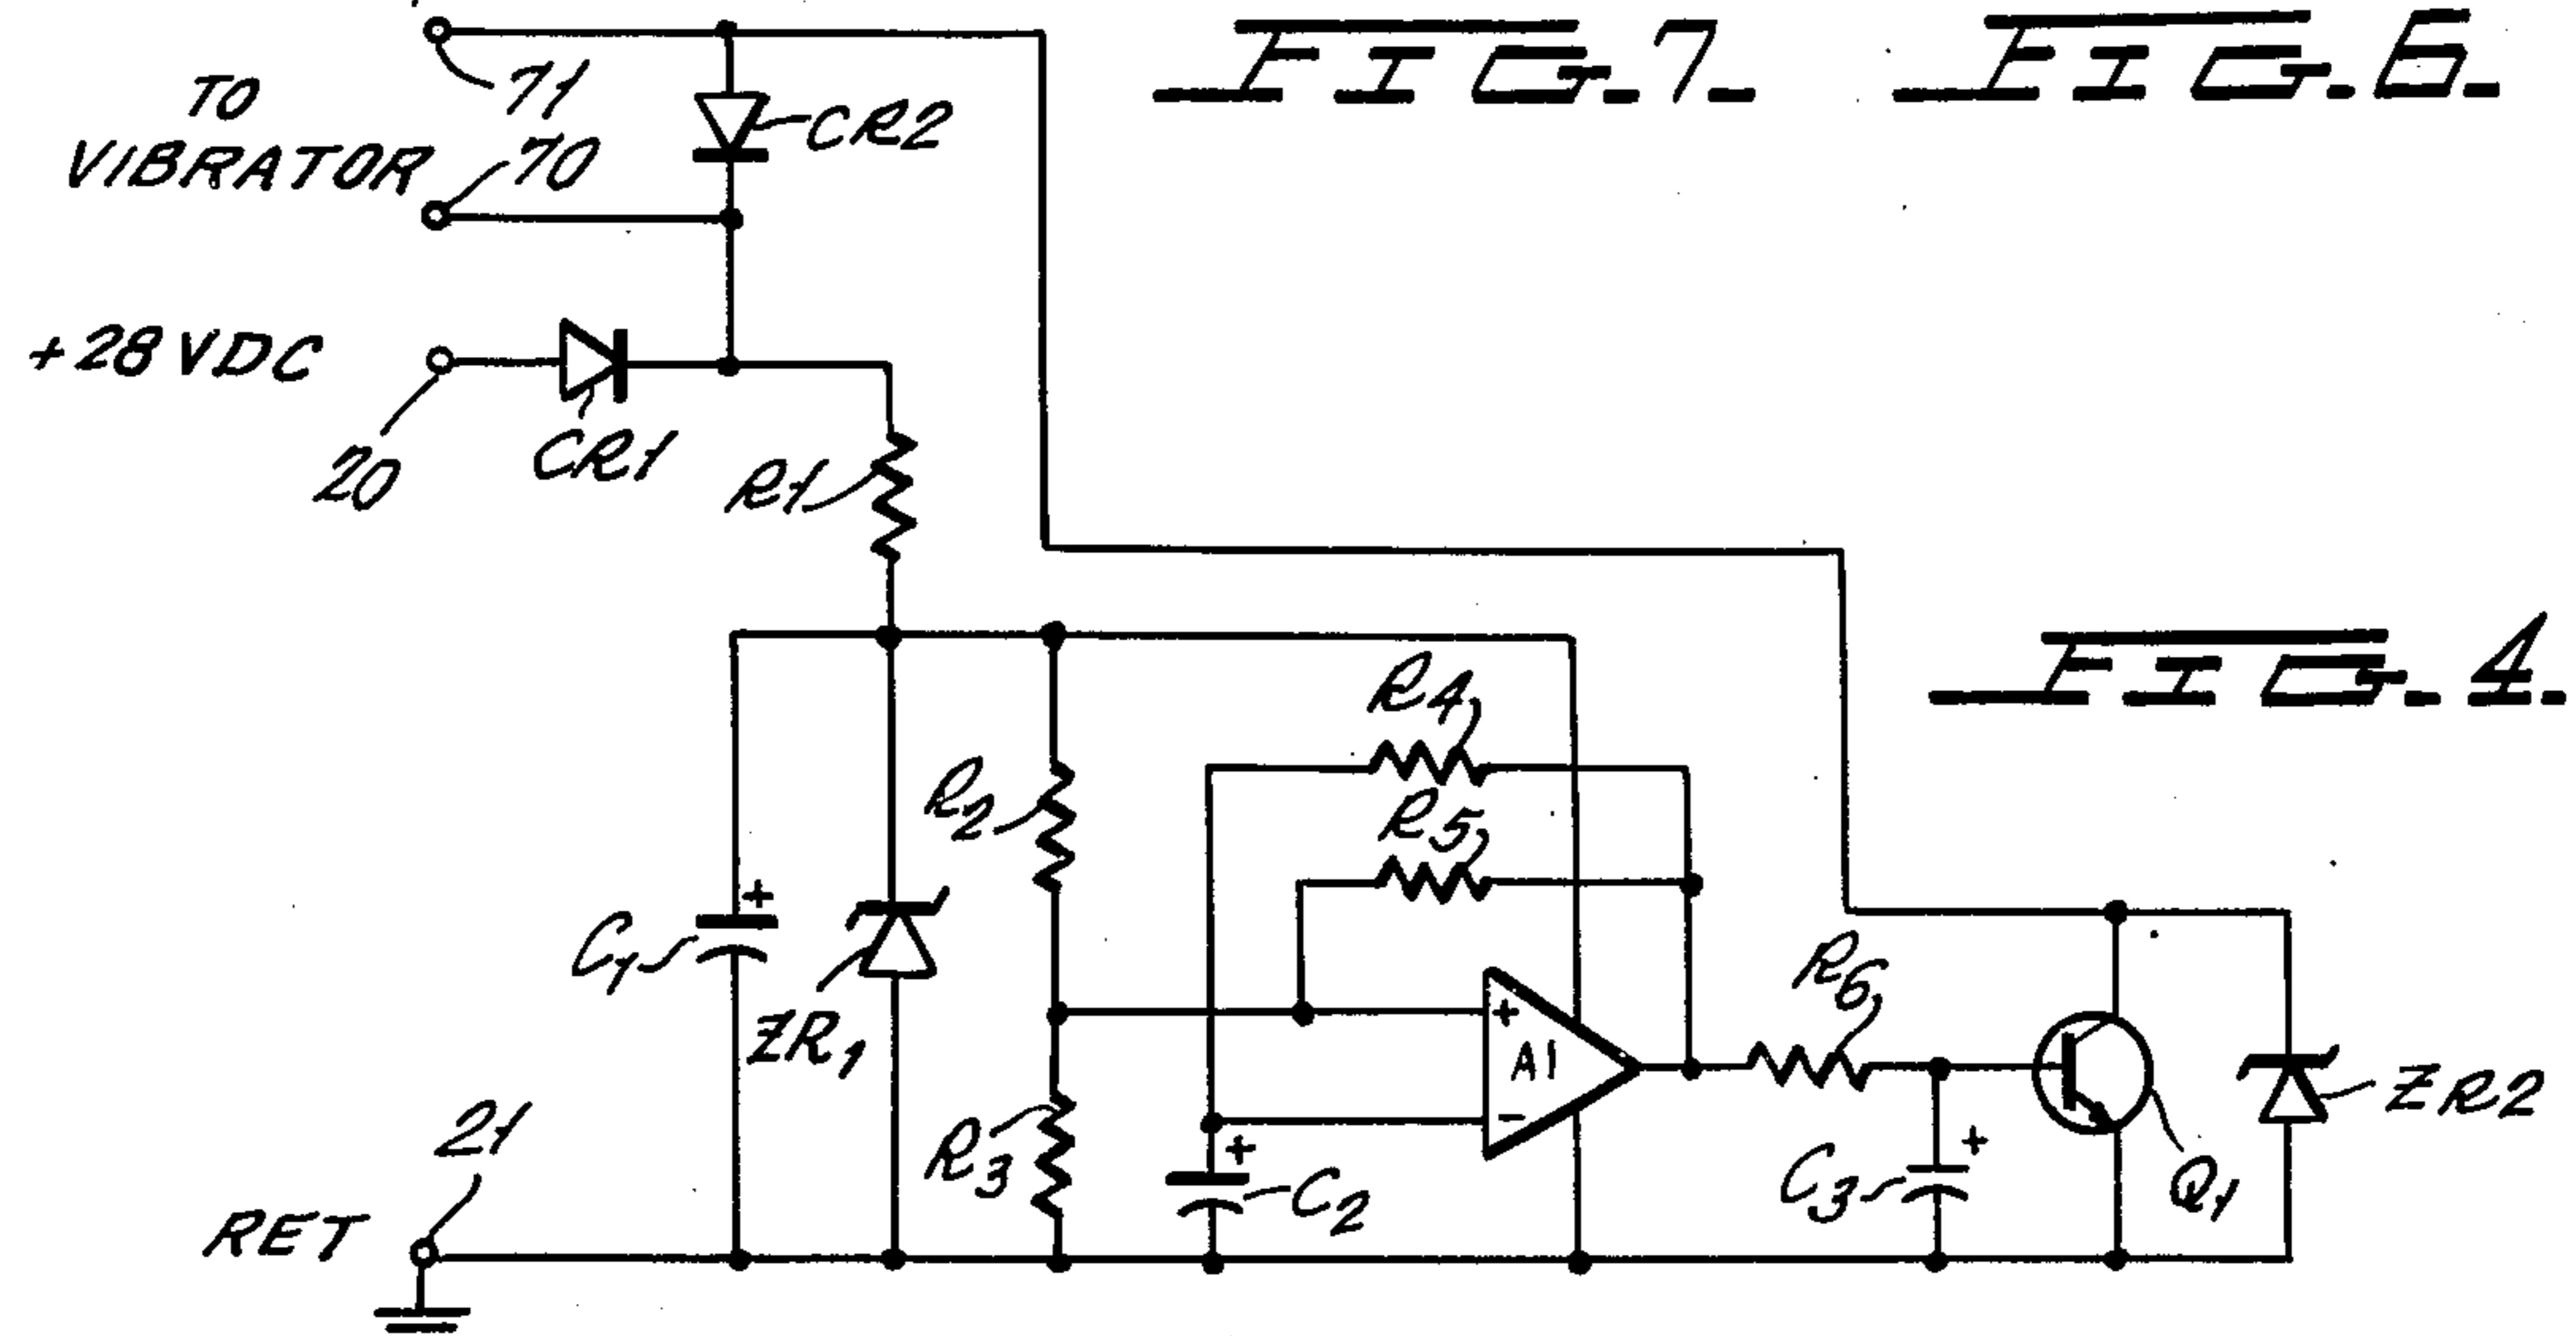 FIG. 7.
FIG. 6.
71
TO
VIBRATOR
70
CR2
+28 VDC
20
CR1
R1
FIG. 4.
R4
R5
R2
R6
+
C1
ZR1
+
A1
-
R3
ZR2
21
+
C2
+
C3
Q1
RET